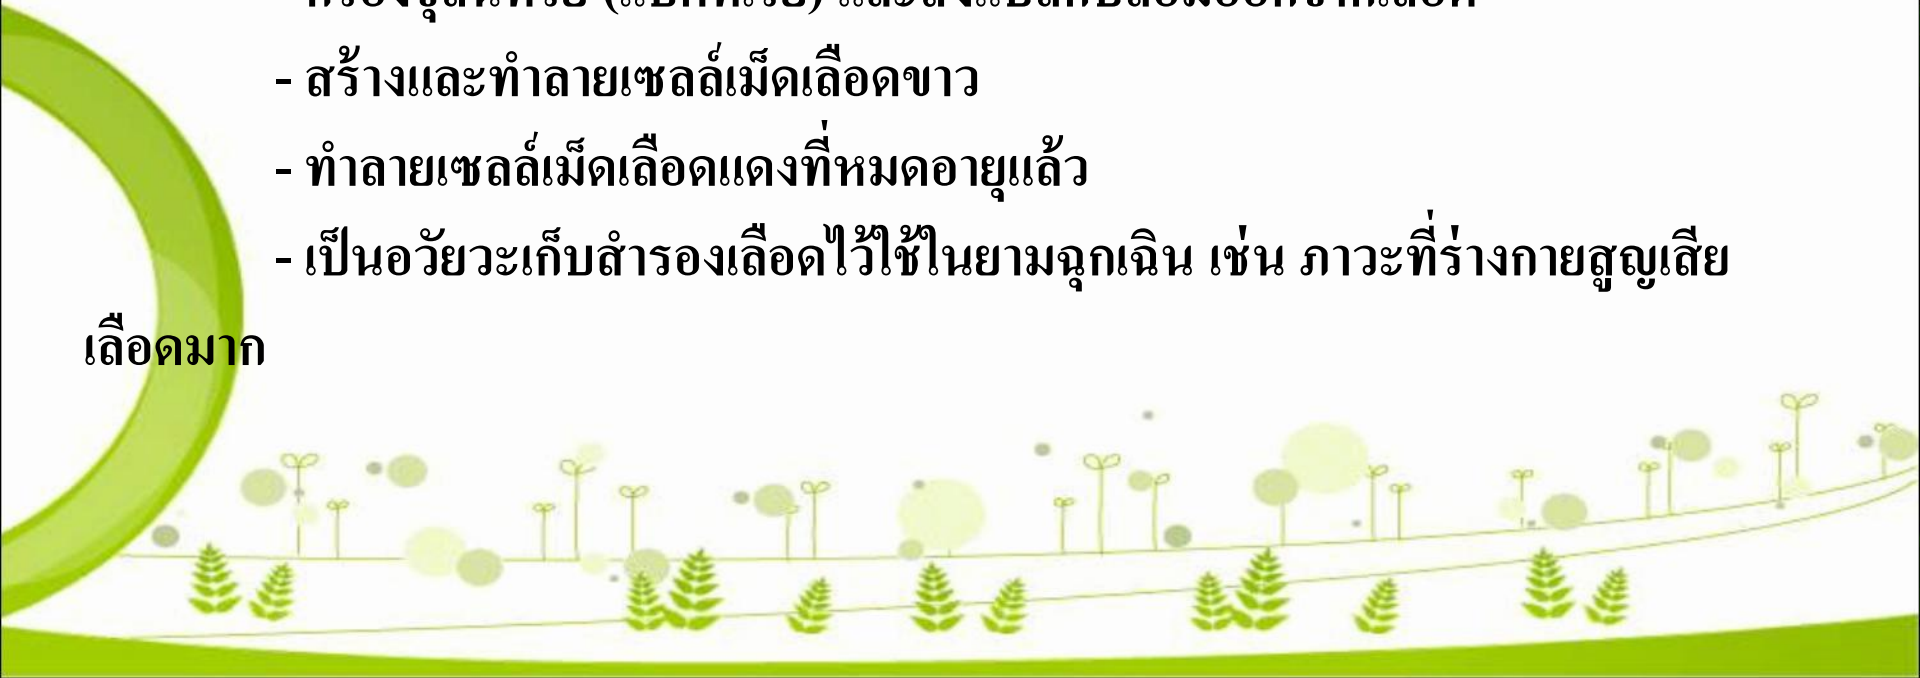 - สร้างและทำลายเซลล์เม็ดเลือดขาว
- ทำลายเซลล์เม็ดเลือดแดงที่หมดอายุแล้ว
- เป็นอวัยวะเก็บสำรองเลือดไว้ใช้ในยามฉุกเฉิน เช่น ภาวะที่ร่างกายสูญเสีย
เลือดมาก